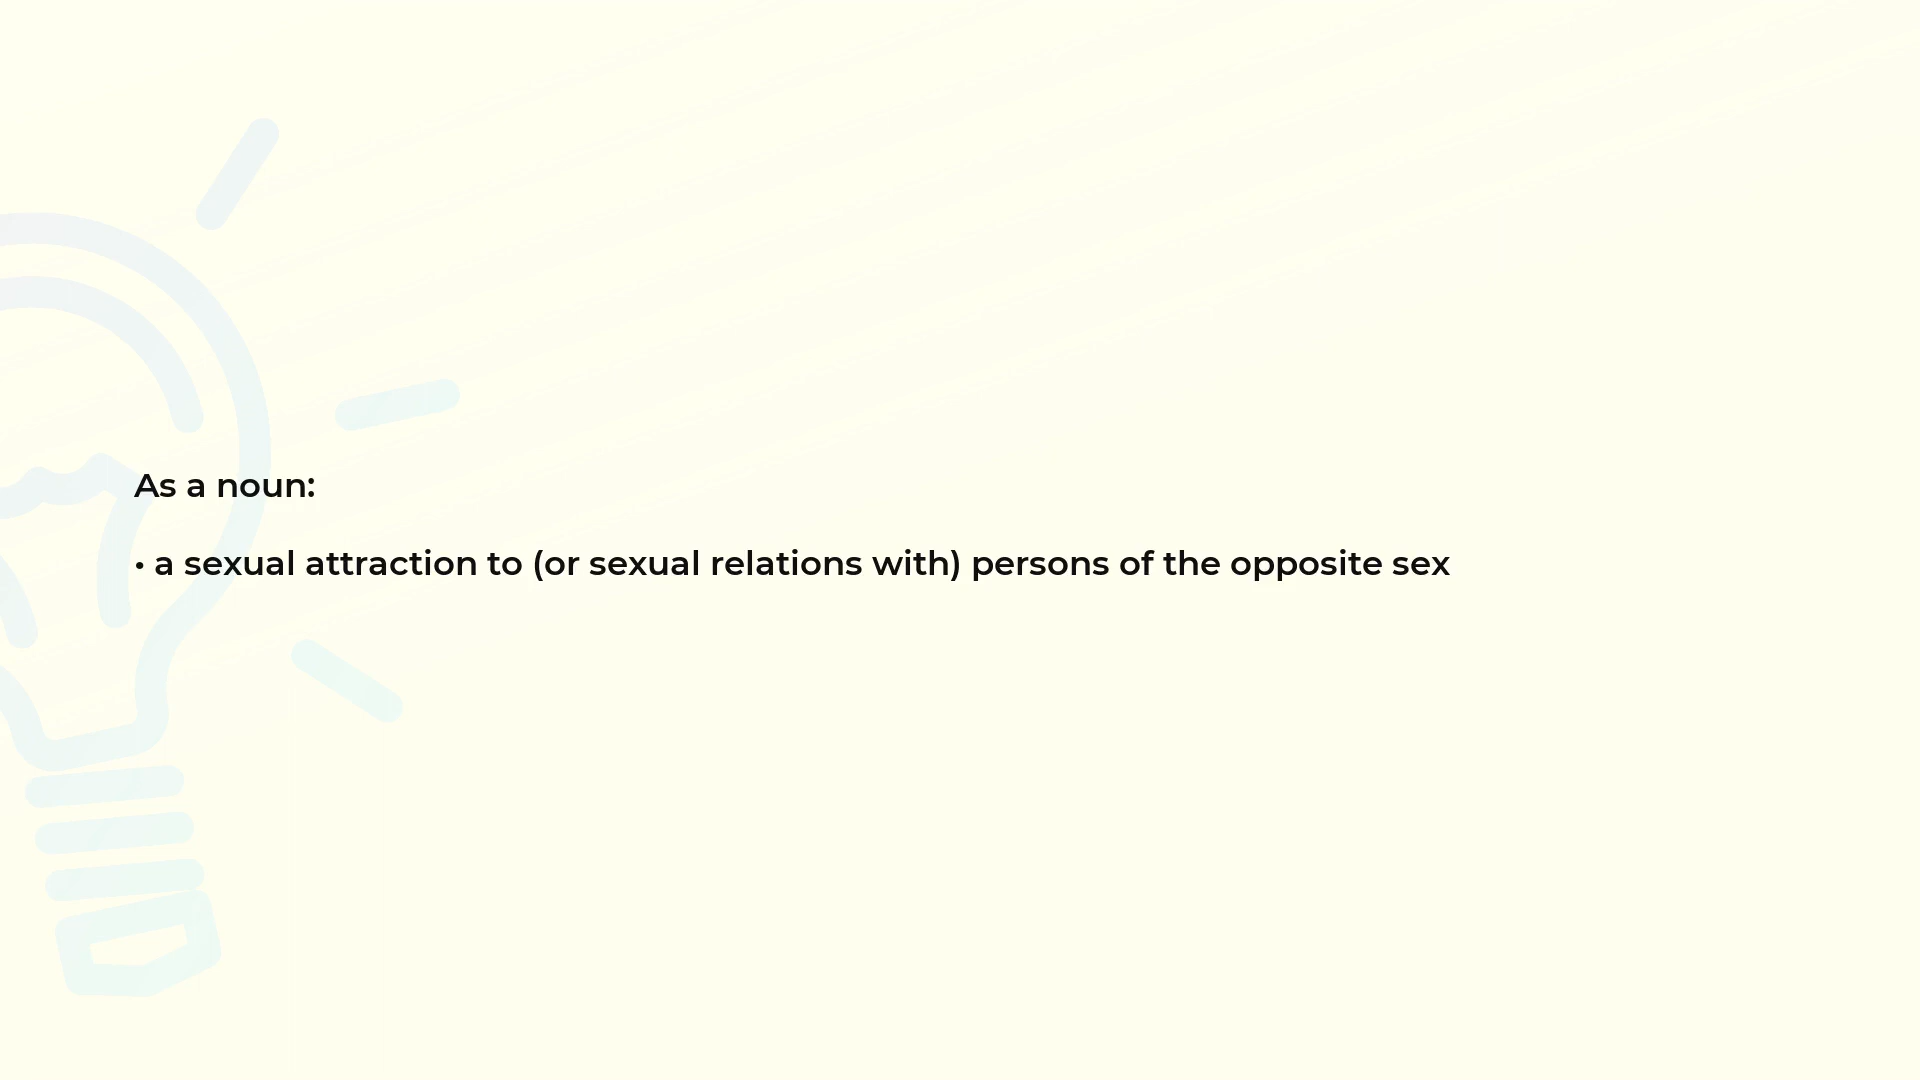 As a noun:
• a sexual attraction to (or sexual relations with) persons of the opposite sex